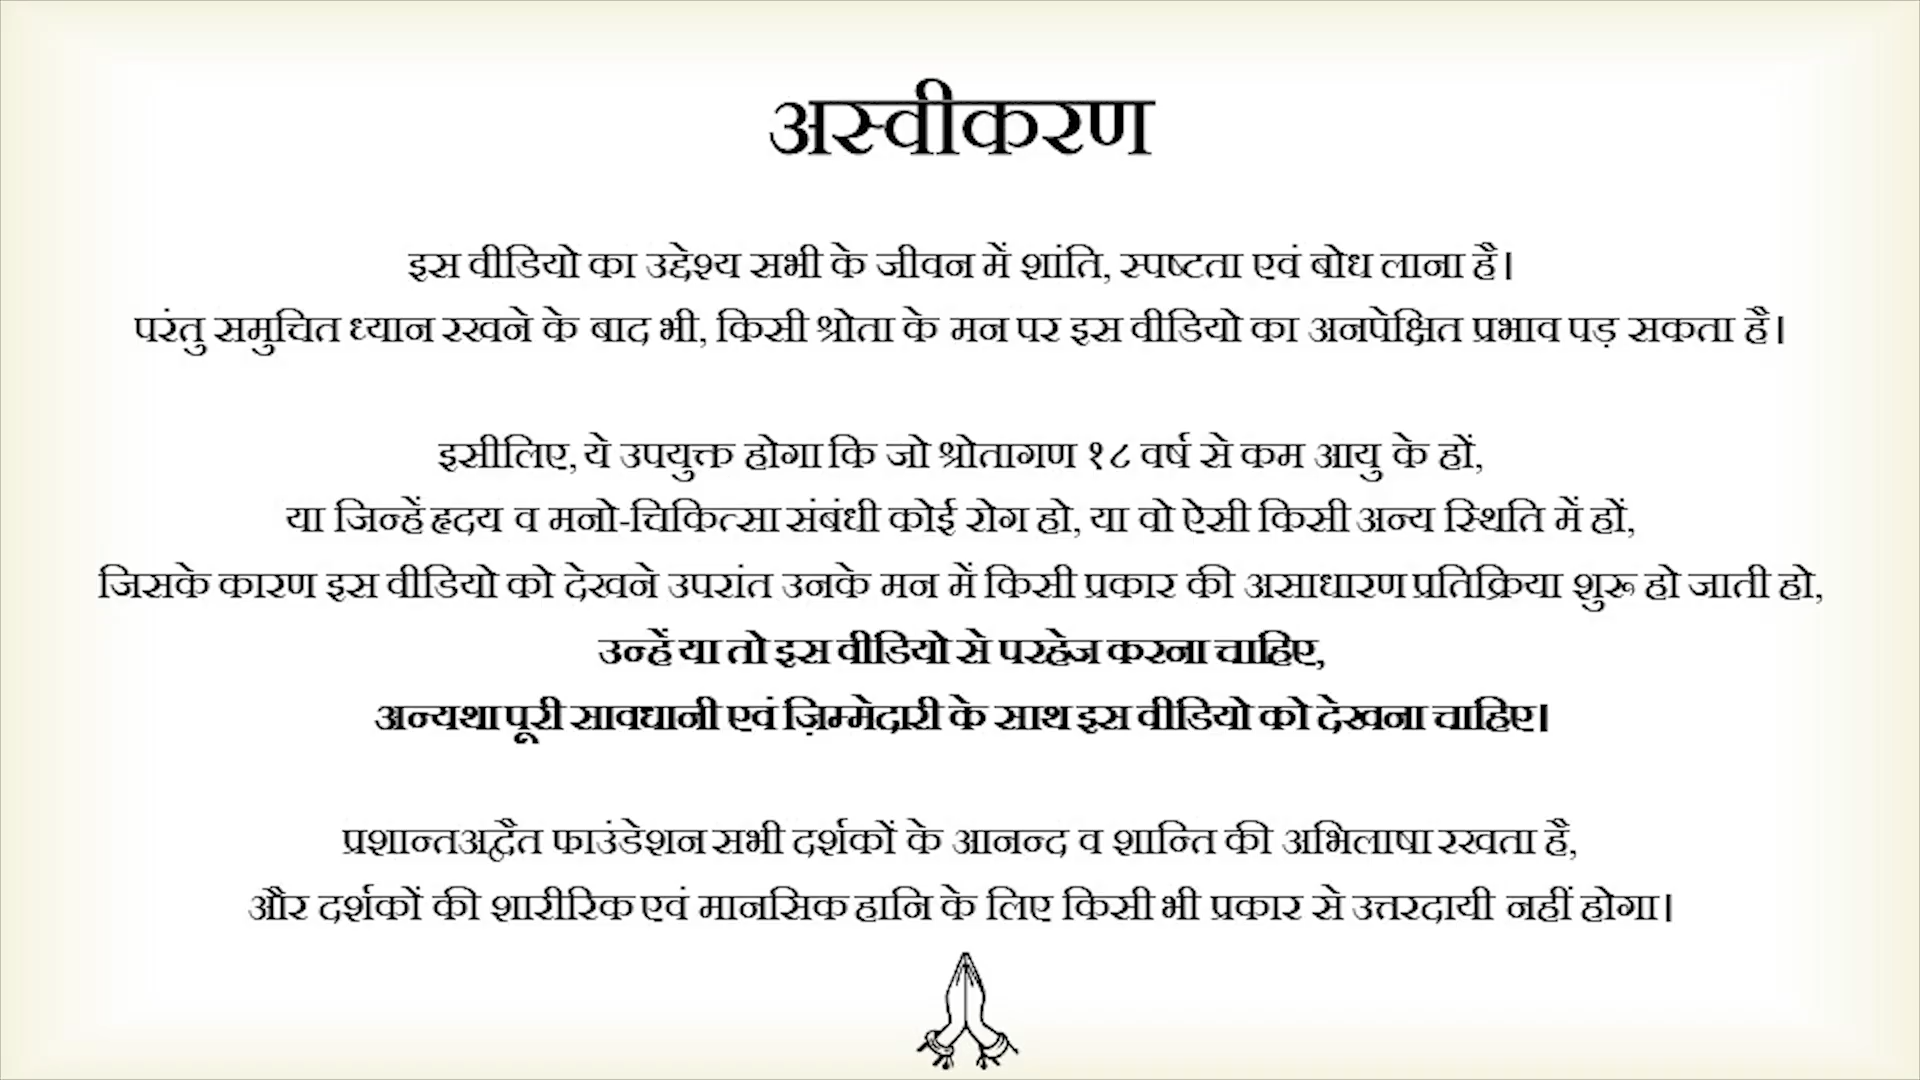 अस्वीकरण
इस वीडियो का उद्देश्य सभी के जीवन में शांति, स्पष्टता एवं बोध लाना है।
परंतु समुचित ध्यान रखने के बाद भी, किसी श्रोता के मन पर इस वीडियो का अनपेक्षित प्रभाव पड़ सकता है।
इसीलिए, ये उपयुक्त होगा कि जो श्रोतागण १८ वर्ष से कम आयु के हों,
या जिन्हें हृदय व मनो-चिकित्सा संबंधी कोई रोग हो, या वो ऐसी किसी अन्य स्थिति में हों,
जिसके कारण इस वीडियो को देखने उपरांत उनके मन में किसी प्रकार की असाधारण प्रतिक्रिया शुरू हो जाती हो,
उन्हें या तो इस वीडियो से परहेज करना चाहिए,
अन्यथा पूरी सावधानी एवं ज़िम्मेदारी के साथ इस वीडियो को देखना चाहिए।
प्रशान्तअद्वैत फाउंडेशन सभी दर्शकों के आनन्द व शान्ति की अभिलाषा रखता है,
और दर्शकों की शारीरिक एवं मानसिक हानि के लिए किसी भी प्रकार से उत्तरदायी नहीं होगा।